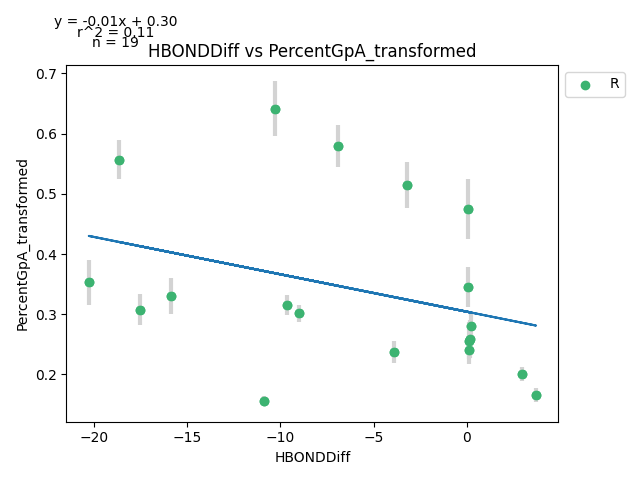 y = -0.01x + 0.30
r^2 = 0.11
n = 19
HBONDDiff vs PercentGpA_transformed
R
PercentGpA_transformed
0.7
0.6
0.5
0.4
0.3
0.2
−20
−15
−10
−5
0
HBONDDiff